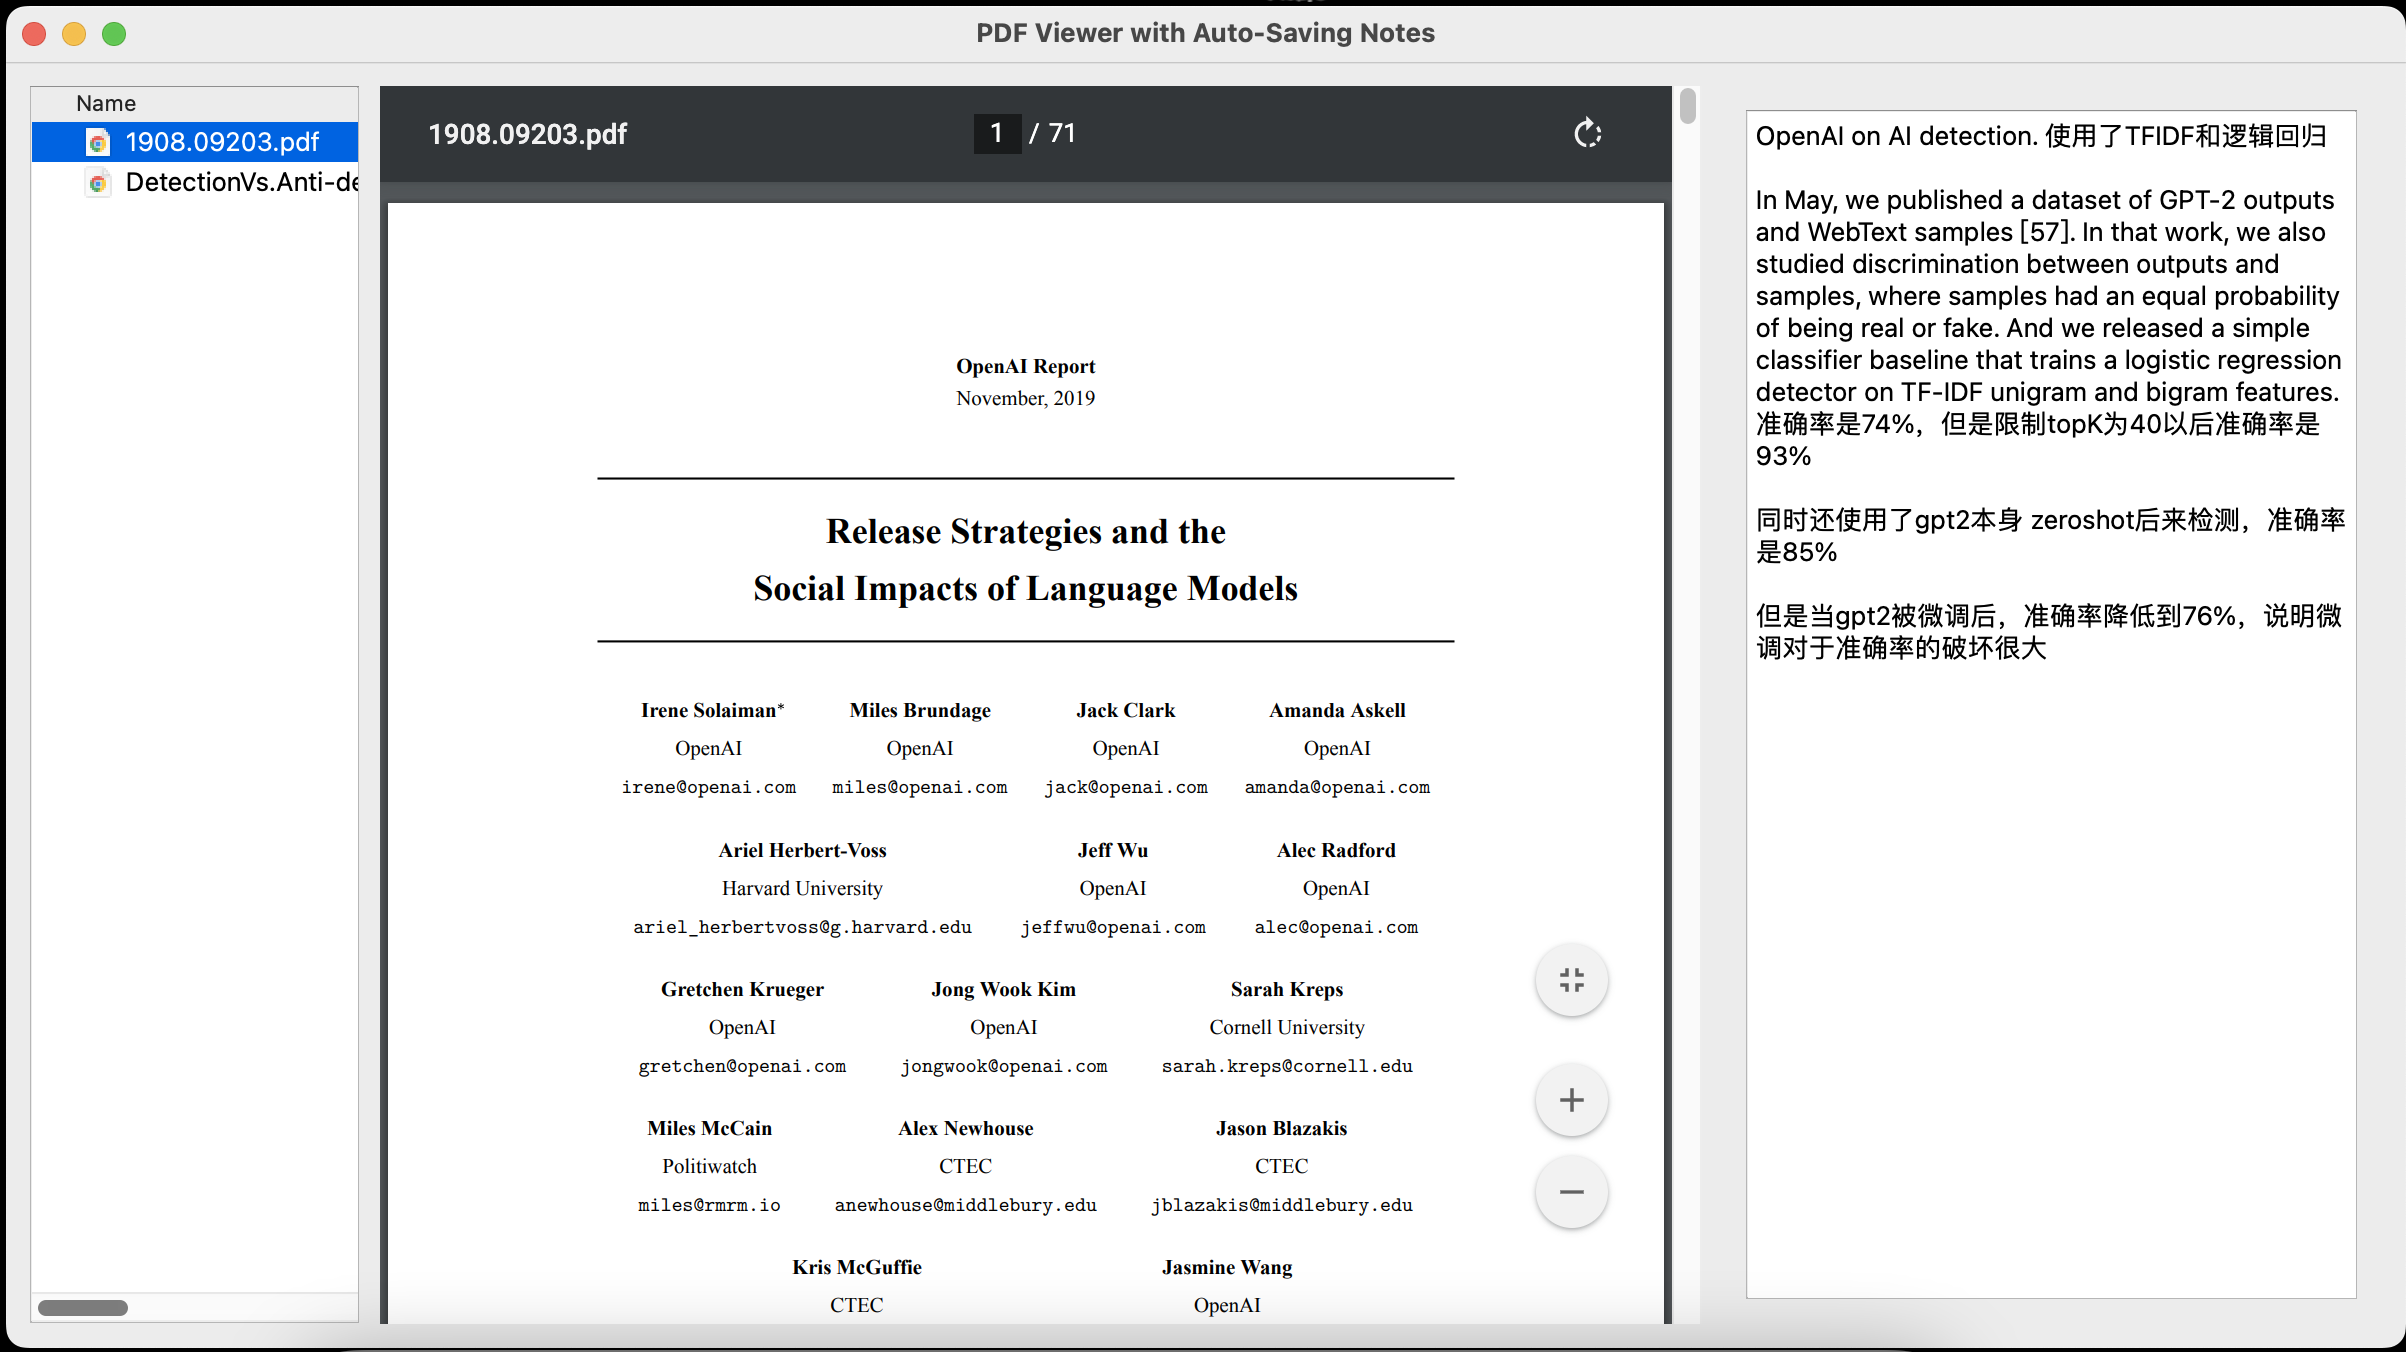 PDF Viewer with Auto-Saving Notes
Name
1908.09203.pdf
DetectionVs.Anti-de
1908.09203.pdf
1 / 71
OpenAI Report
November, 2019
Release Strategies and the
Social Impacts of Language Models
Irene Solaiman* Miles Brundage Jack Clark Amanda Askell
OpenAI OpenAI OpenAI OpenAI
irene@openai.com miles@openai.com jack@openai.com amanda@openai.com
Ariel Herbert-Voss Jeff Wu Alec Radford
Harvard University OpenAI OpenAI
ariel_herbertvoss@g.harvard.edu jeffwu@openai.com alec@openai.com
Gretchen Krueger Jong Wook Kim Sarah Kreps
OpenAI OpenAI Cornell University
gretchen@openai.com jongwook@openai.com sarah.kreps@cornell.edu
Miles McCain Alex Newhouse Jason Blazakis
Politiwatch CTEC CTEC
miles@rmrm.io anewhouse@middlebury.edu jblazakis@middlebury.edu
Kris McGuffie Jasmine Wang
CTEC OpenAI
OpenAI on AI detection. 使用了TFIDF和逻辑回归
In May, we published a dataset of GPT-2 outputs
and WebText samples [57]. In that work, we also
studied discrimination between outputs and
samples, where samples had an equal probability
of being real or fake. And we released a simple
classifier baseline that trains a logistic regression
detector on TF-IDF unigram and bigram features.
准确率是74%，但是限制topK为40以后准确率是
93%
同时还使用了gpt2本身 zeroshot后来检测，准确率
是85%
但是当gpt2被微调后，准确率降低到76%，说明微
调对于准确率的破坏很大